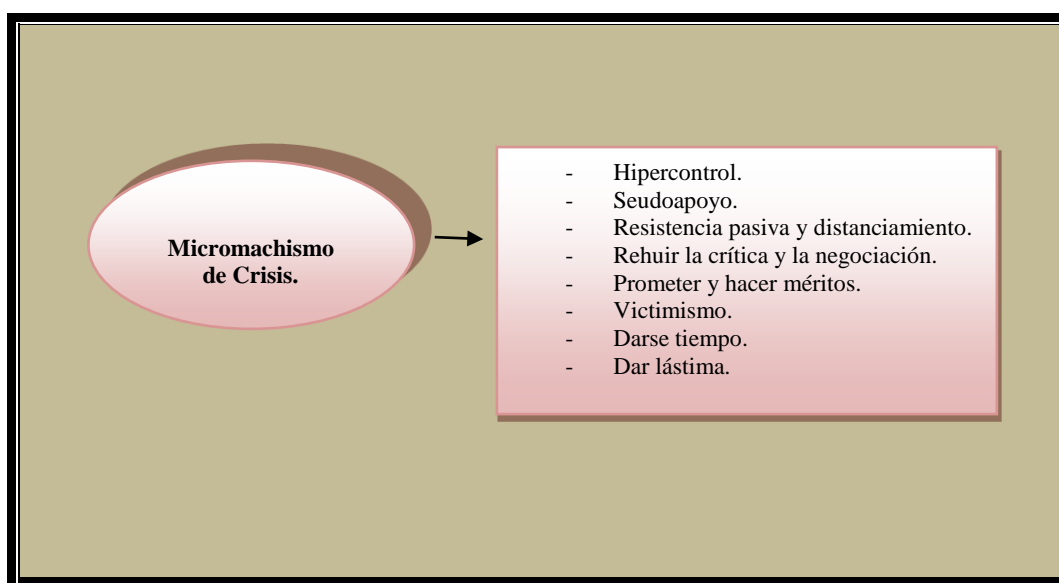 Micromachismo
de Crisis.
- Hipercontrol.
- Seudoapoyo.
- Resistencia pasiva y distanciamiento.
- Rehuir la crítica y la negociación.
- Prometer y hacer méritos.
- Victimismo.
- Darse tiempo.
- Dar lástima.